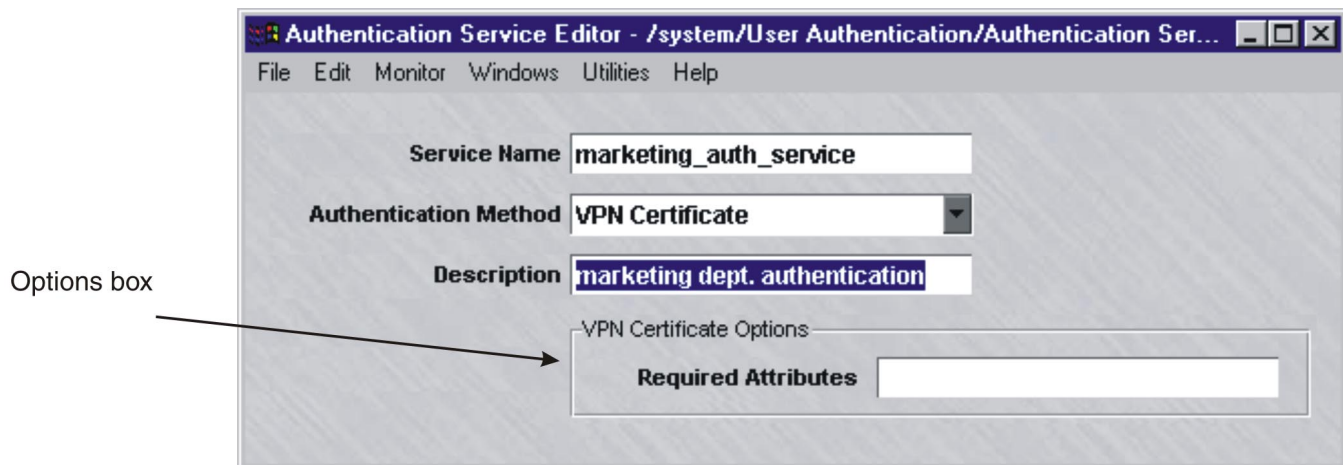 Authentication Service Editor - /system/User Authentication/Authentication Ser...
File Edit Monitor Windows Utilities Help
Service Name marketing_auth_service
Authentication Method VPN Certificate
Description marketing dept. authentication
Options box
VPN Certificate Options
Required Attributes